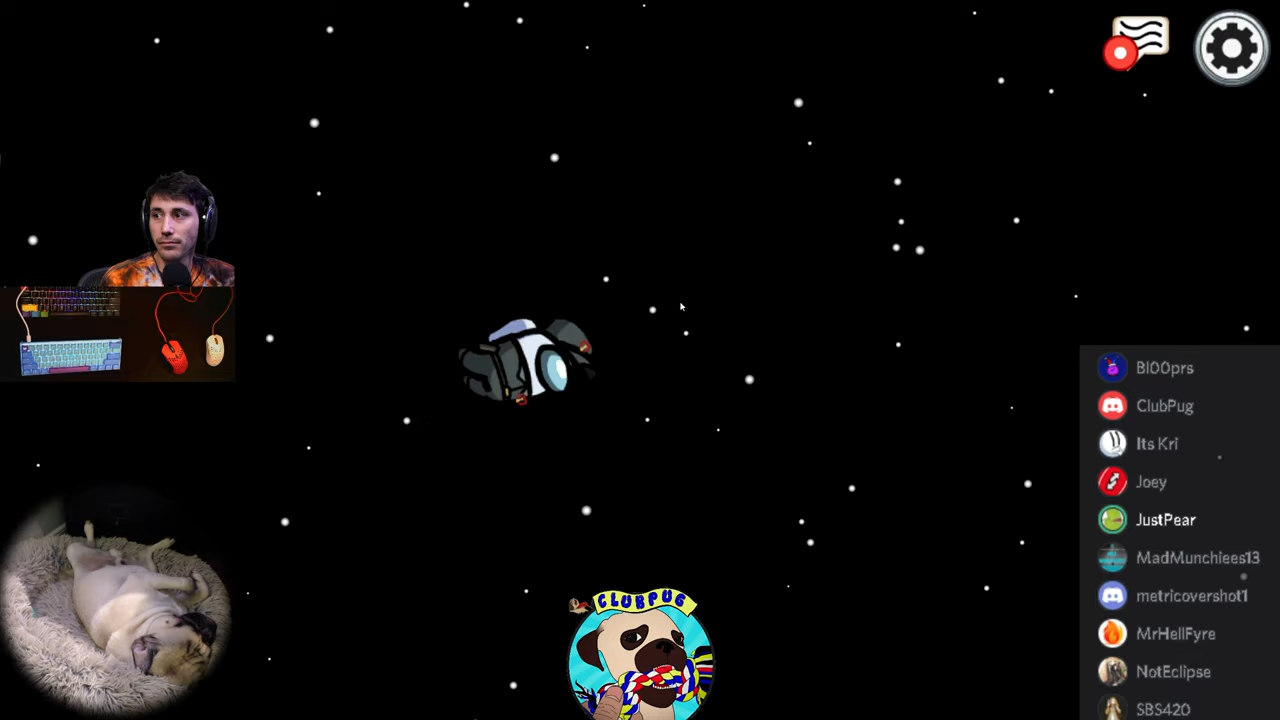 Bl00prs
ClubPug
Its Kri
Joey
JustPear
MadMunchiees13
metricovershot1
MrHellFyre
NotEclipse
SBS420
CLUBPUG